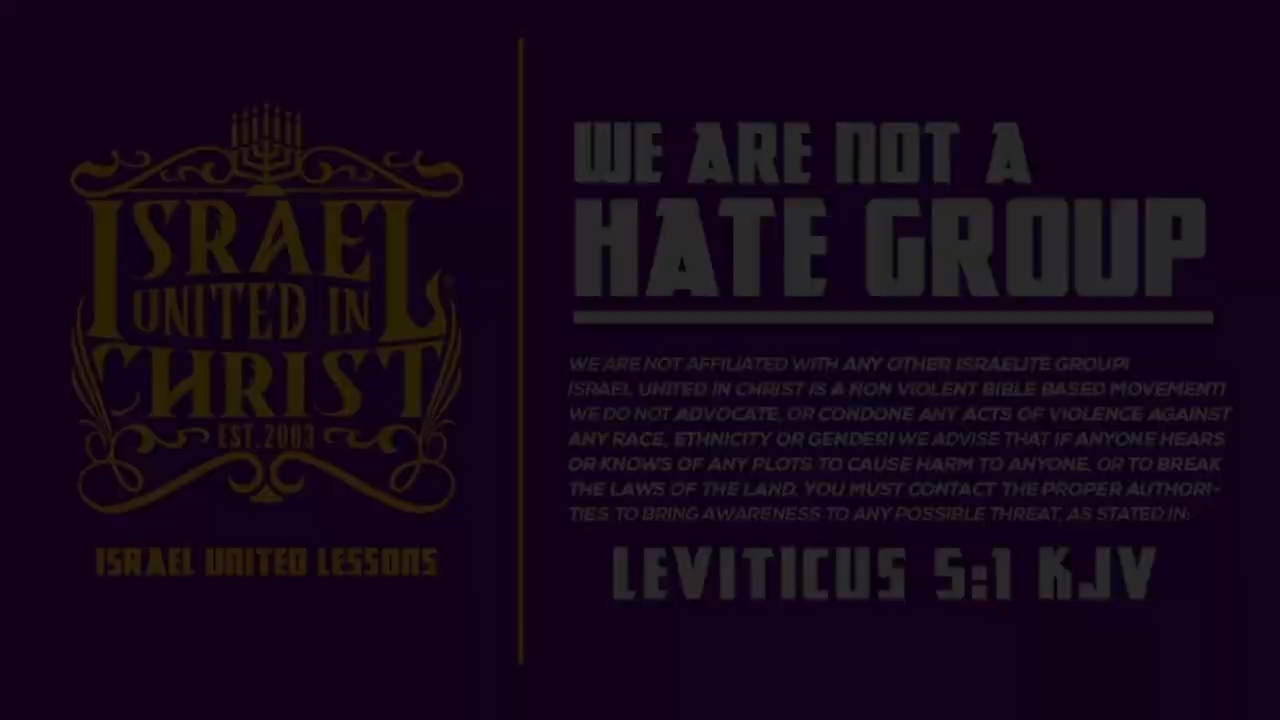 ISRAEL
UNITED IN
CHRIST
EST. 2003
ISRAEL UNITED LESSONS
WE ARE NOT A
HATE GROUP
WE ARE NOT AFFILIATED WITH ANY OTHER ISRAELITE GROUP!
ISRAEL UNITED IN CHRIST IS A NON VIOLENT BIBLE BASED MOVEMENT!
WE DO NOT ADVOCATE, OR CONDONE ANY ACTS OF VIOLENCE AGAINST
ANY RACE, ETHNICITY OR GENDER! WE ADVISE THAT IF ANYONE HEARS
OR KNOWS OF ANY PLOTS TO CAUSE HARM TO ANYONE, OR TO BREAK
THE LAWS OF THE LAND. YOU MUST CONTACT THE PROPER AUTHORI-
TIES TO BRING AWARENESS TO ANY POSSIBLE THREAT, AS STATED IN:
LEVITICUS 5:1 KJV